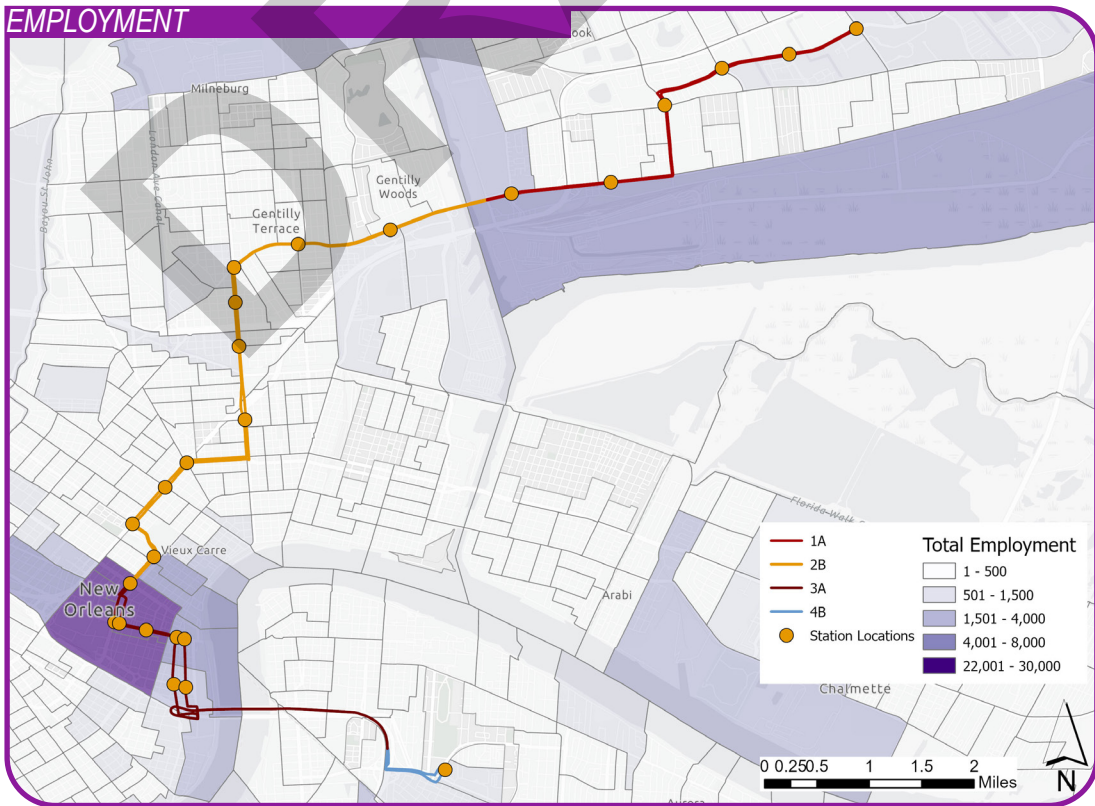 EMPLOYMENT
ook
Milneburg
London Ave Canal
Bayou St John
Gentilly
Woods
Gentilly
Terrace
Vieux Carre
New
Orleans
Arabi
Florida Walk C
Chalmette
Aurora
1A
2B
3A
4B
Station Locations
Total Employment
1 - 500
501 - 1,500
1,501 - 4,000
4,001 - 8,000
22,001 - 30,000
0 0.25 0.5 1 1.5 2
Miles
N